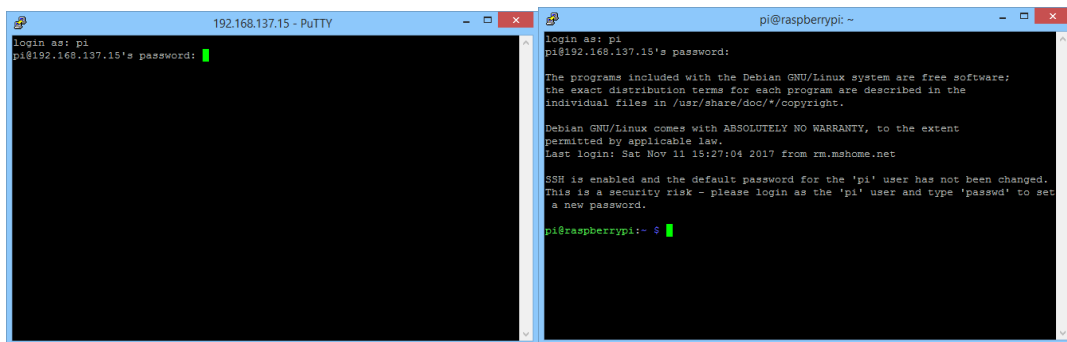 192.168.137.15 - PuTTY
login as: pi
pi@192.168.137.15's password:
pi@raspberrypi: ~
login as: pi
pi@192.168.137.15's password:
The programs included with the Debian GNU/Linux system are free software;
the exact distribution terms for each program are described in the
individual files in /usr/share/doc/*/copyright.
Debian GNU/Linux comes with ABSOLUTELY NO WARRANTY, to the extent
permitted by applicable law.
Last login: Sat Nov 11 15:27:04 2017 from rm.mshome.net
SSH is enabled and the default password for the 'pi' user has not been changed.
This is a security risk - please login as the 'pi' user and type 'passwd' to set
a new password.
pi@raspberrypi:~ $